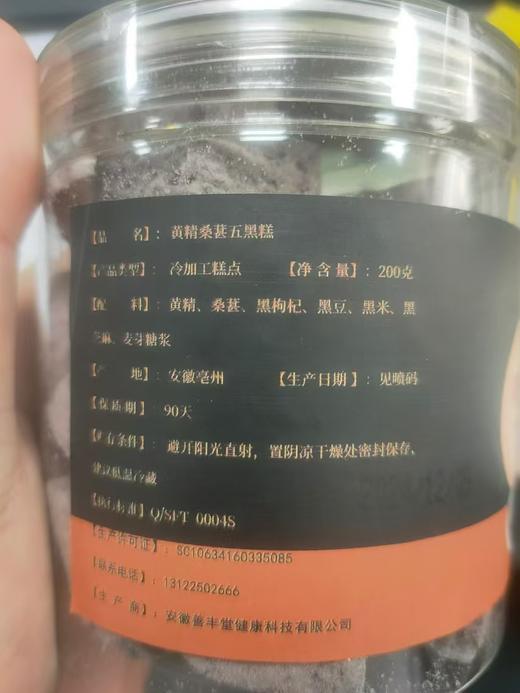 【品 名】：黄精桑葚五黑糕
【产品类型】： 冷加工糕点 【净含量】： 200克
【配 料】： 黄精、桑葚、黑枸杞、黑豆、黑米、黑
芝麻、麦芽糖浆
【产 地】： 安徽亳州 【生产日期】： 见喷码
【保质期】 90天
【贮存条件】： 避开阳光直射，置阴凉干燥处密封保存、
建议低温冷藏
【执行标准】Q/SFT 0004S
【生产许可证】： SC10634160335085
【联系电话】： 13122502666
【生产商】： 安徽善丰堂健康科技有限公司